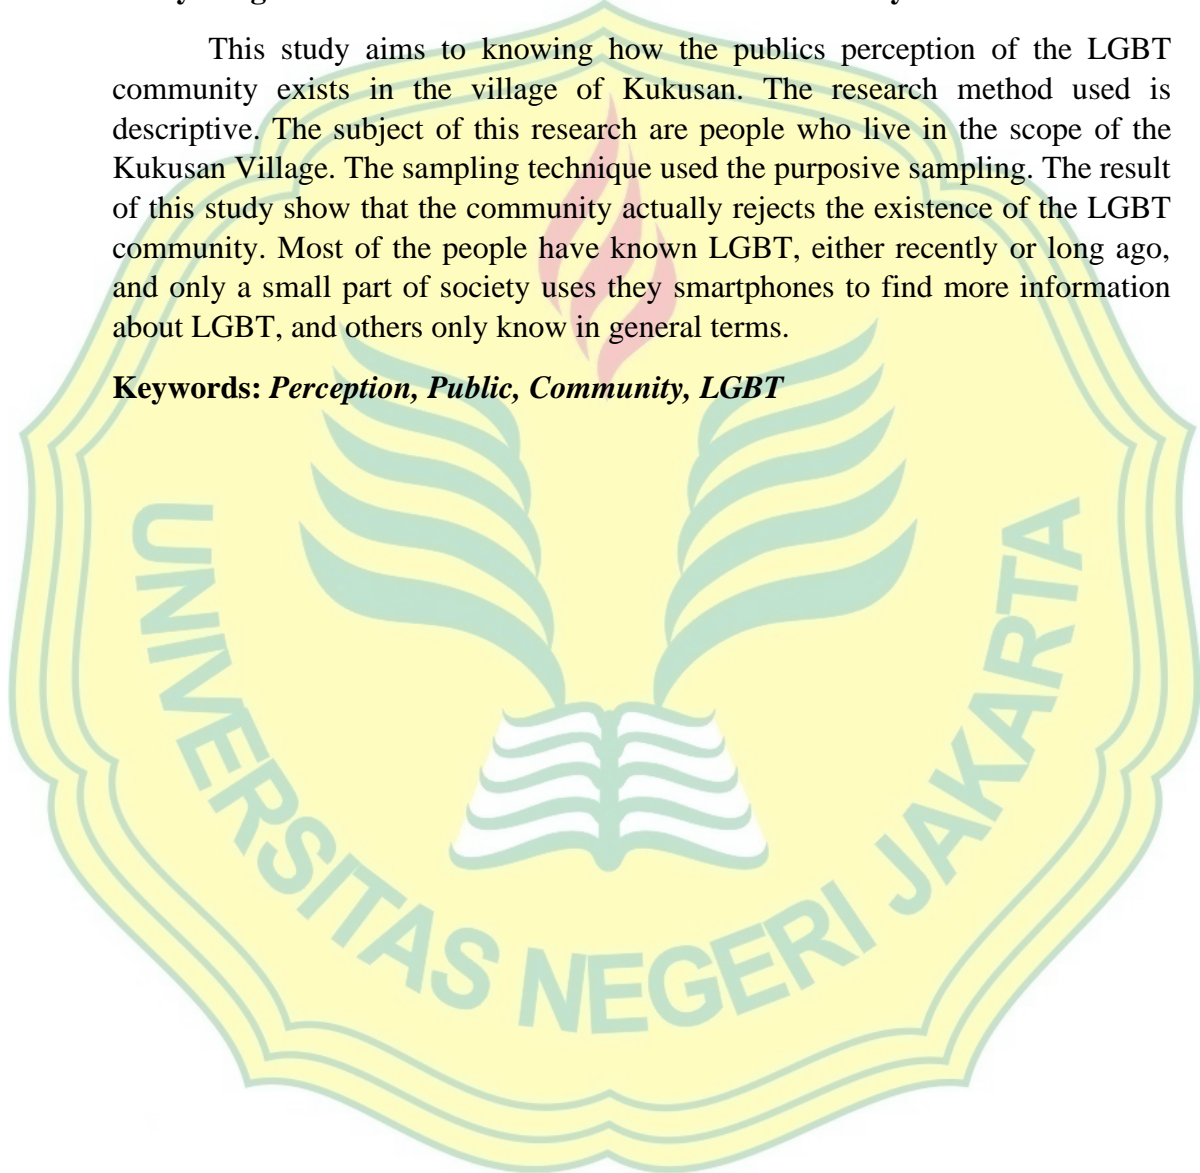 This study aims to knowing how the publics perception of the LGBT
community exists in the village of Kukusan. The research method used is
descriptive. The subject of this research are people who live in the scope of the
Kukusan Village. The sampling technique used the purposive sampling. The result
of this study show that the community actually rejects the existence of the LGBT
community. Most of the people have known LGBT, either recently or long ago,
and only a small part of society uses they smartphones to find more information
about LGBT, and others only know in general terms.
Keywords: Perception, Public, Community, LGBT
UNIVERSITAS NEGERI JAKARTA